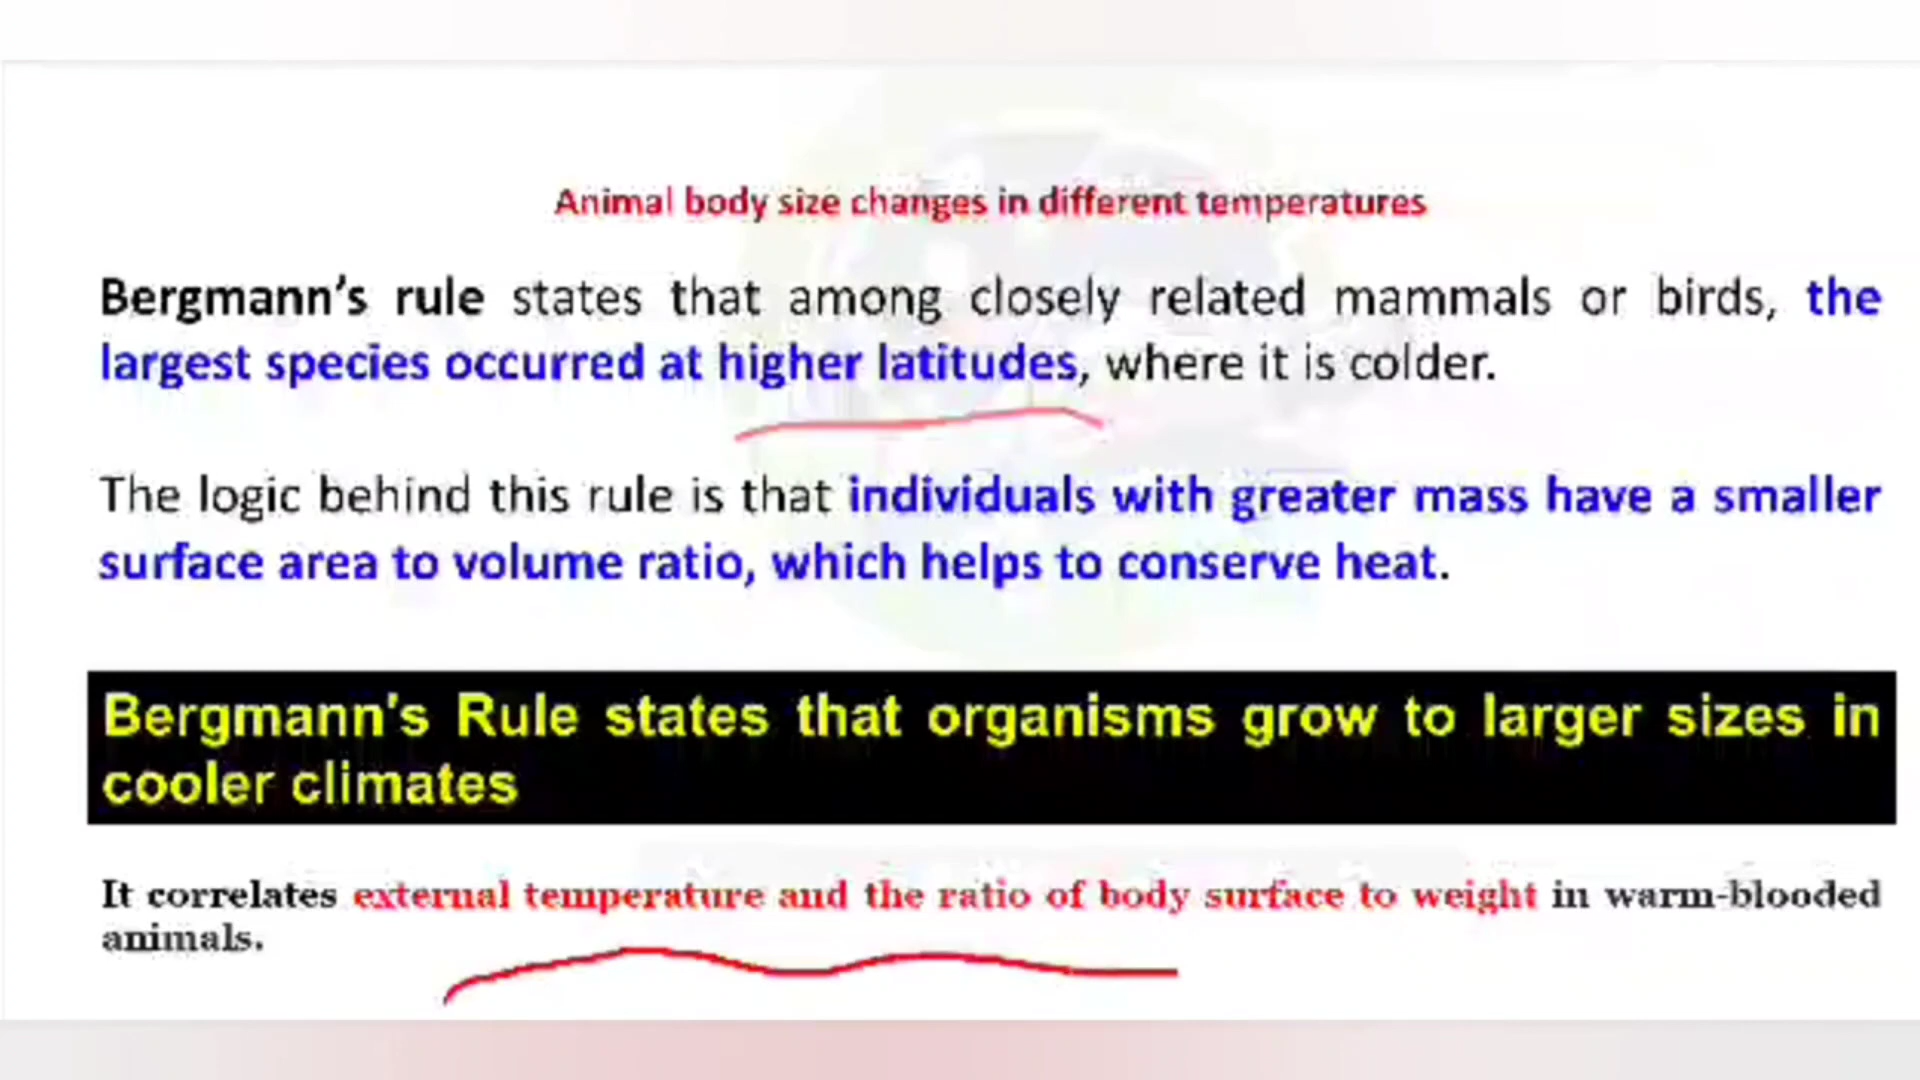 Animal body size changes in different temperatures
Bergmann's rule states that among closely related mammals or birds, the
largest species occurred at higher latitudes, where it is colder.
The logic behind this rule is that individuals with greater mass have a smaller
surface area to volume ratio, which helps to conserve heat.
Bergmann's Rule states that organisms grow to larger sizes in
cooler climates
It correlates external temperature and the ratio of body surface to weight in warm-blooded
animals.